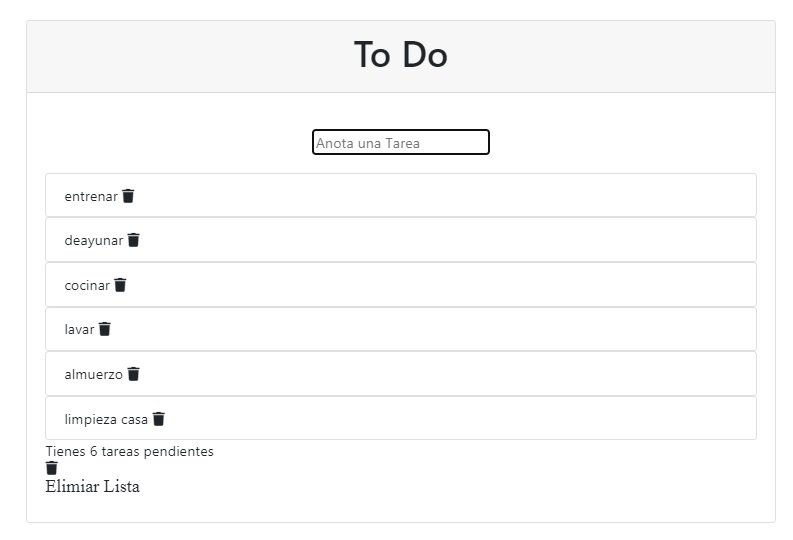 To Do
Anota una Tarea
entrenar
deayunar
cocinar
lavar
almuerzo
limpieza casa
Tienes 6 tareas pendientes
Elimiar Lista